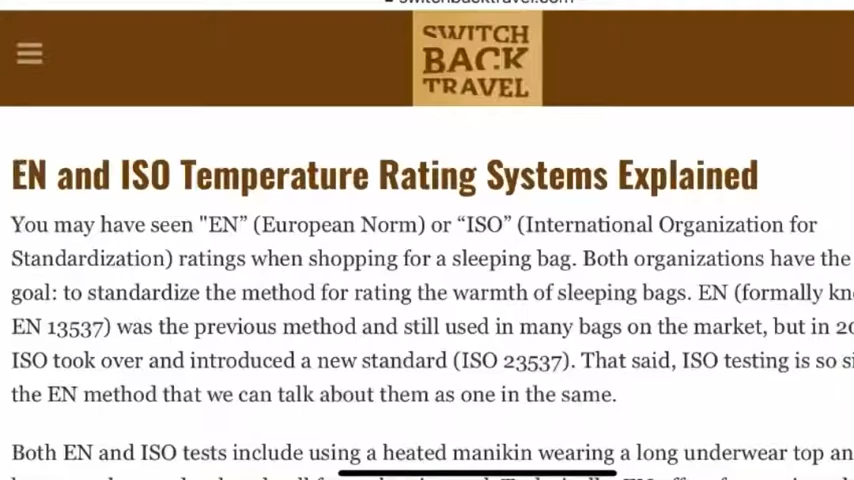 SWITCH
BACK
TRAVEL
EN and ISO Temperature Rating Systems Explained
You may have seen "EN” (European Norm) or “ISO” (International Organization for
Standardization) ratings when shopping for a sleeping bag. Both organizations have the
goal: to standardize the method for rating the warmth of sleeping bags. EN (formally
EN 13537) was the previous method and still used in many bags on the market, but in
ISO took over and introduced a new standard (ISO 23537). That said, ISO testing is so
the EN method that we can talk about them as one in the same.
Both EN and ISO tests include using a heated manikin wearing a long underwear top